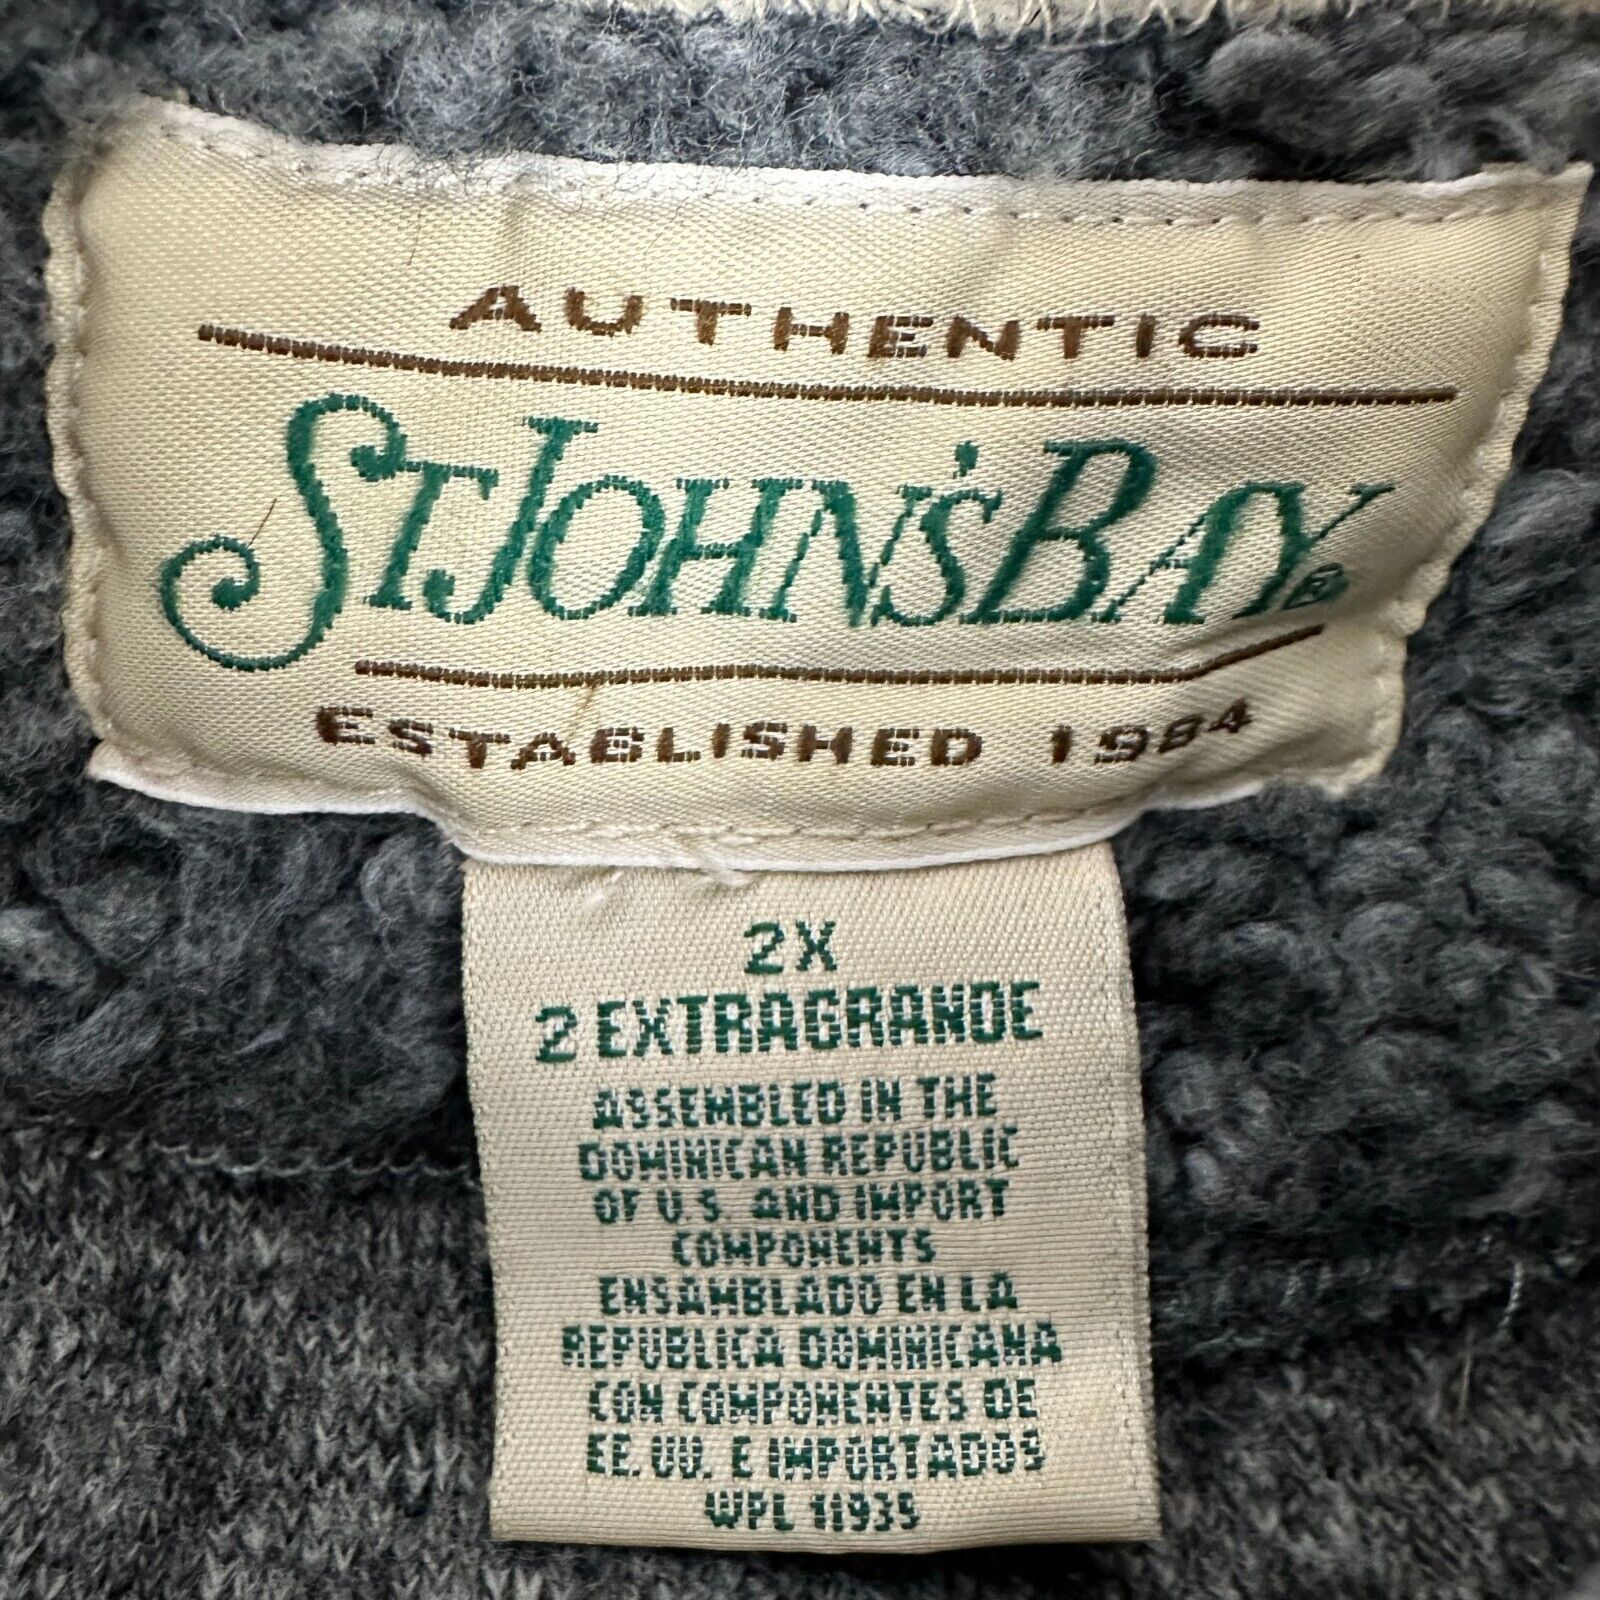 AUTHENTIC
ST JOHN'S BAY®
ESTABLISHED 1984
2X
2 EXTRAGRANDE
ASSEMBLED IN THE
DOMINICAN REPUBLIC
OF U.S. AND IMPORT
COMPONENTS
ENSAMBLADO EN LA
REPUBLICA DOMINICANA
CON COMPONENTES DE
EE. UU. E IMPORTADOS
WPL 11935